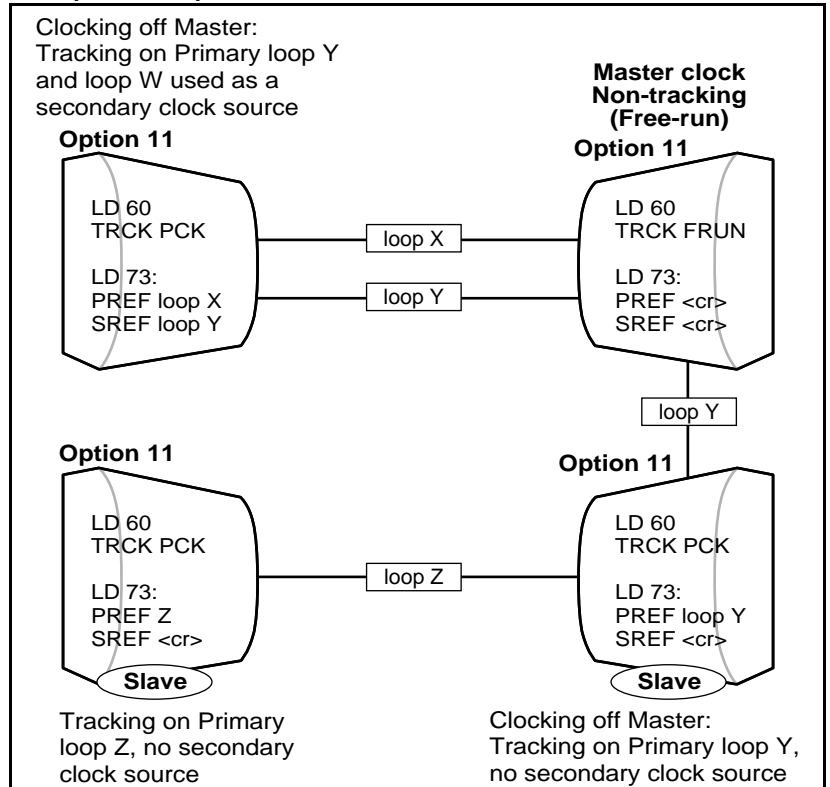 Clocking off Master:
Tracking on Primary loop Y
and loop W used as a
secondary clock source
Option 11
LD 60
TRCK PCK
LD 73:
PREF loop X
SREF loop Y
loop X
loop Y
Master clock
Non-tracking
(Free-run)
Option 11
LD 60
TRCK FRUN
LD 73:
PREF <cr>
SREF <cr>
loop Y
Option 11
LD 60
TRCK PCK
LD 73:
PREF Z
SREF <cr>
Slave
Tracking on Primary
loop Z, no secondary
clock source
loop Z
Option 11
LD 60
TRCK PCK
LD 73:
PREF loop Y
SREF <cr>
Slave
Clocking off Master:
Tracking on Primary loop Y,
no secondary clock source